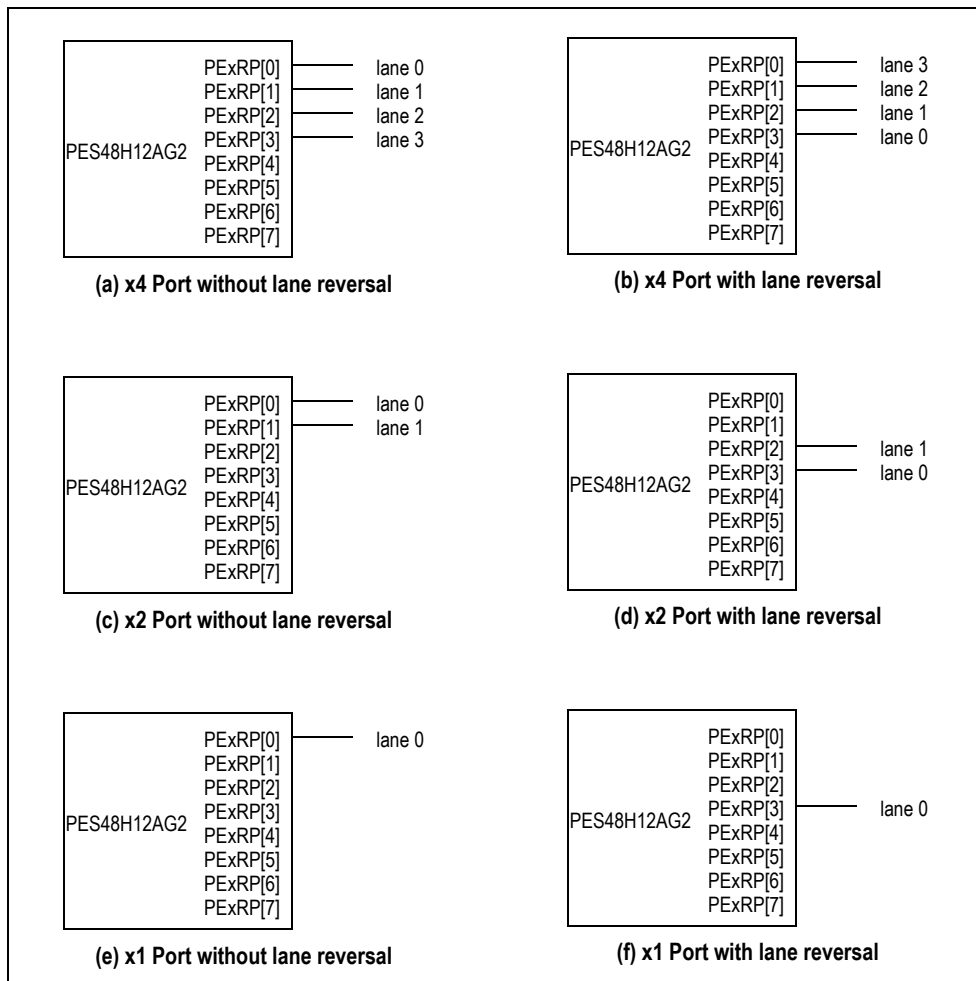 PExRP[0] lane 0
PExRP[1] lane 1
PExRP[2] lane 2
PExRP[3] lane 3
PES48H12AG2
PExRP[4]
PExRP[5]
PExRP[6]
PExRP[7]
(a) x4 Port without lane reversal
PExRP[0] lane 3
PExRP[1] lane 2
PExRP[2] lane 1
PExRP[3] lane 0
PES48H12AG2
PExRP[4]
PExRP[5]
PExRP[6]
PExRP[7]
(b) x4 Port with lane reversal
PExRP[0] lane 0
PExRP[1] lane 1
PExRP[2]
PExRP[3]
PES48H12AG2
PExRP[4]
PExRP[5]
PExRP[6]
PExRP[7]
(c) x2 Port without lane reversal
PExRP[0]
PExRP[1]
PExRP[2] lane 1
PExRP[3] lane 0
PES48H12AG2
PExRP[4]
PExRP[5]
PExRP[6]
PExRP[7]
(d) x2 Port with lane reversal
PExRP[0] lane 0
PExRP[1]
PExRP[2]
PExRP[3]
PES48H12AG2
PExRP[4]
PExRP[5]
PExRP[6]
PExRP[7]
(e) x1 Port without lane reversal
PExRP[0]
PExRP[1]
PExRP[2]
PExRP[3] lane 0
PES48H12AG2
PExRP[4]
PExRP[5]
PExRP[6]
PExRP[7]
(f) x1 Port with lane reversal